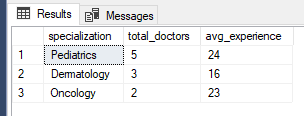 Results Messages
specialization total_doctors avg_experience
1 Pediatrics 5 24
2 Dermatology 3 16
3 Oncology 2 23